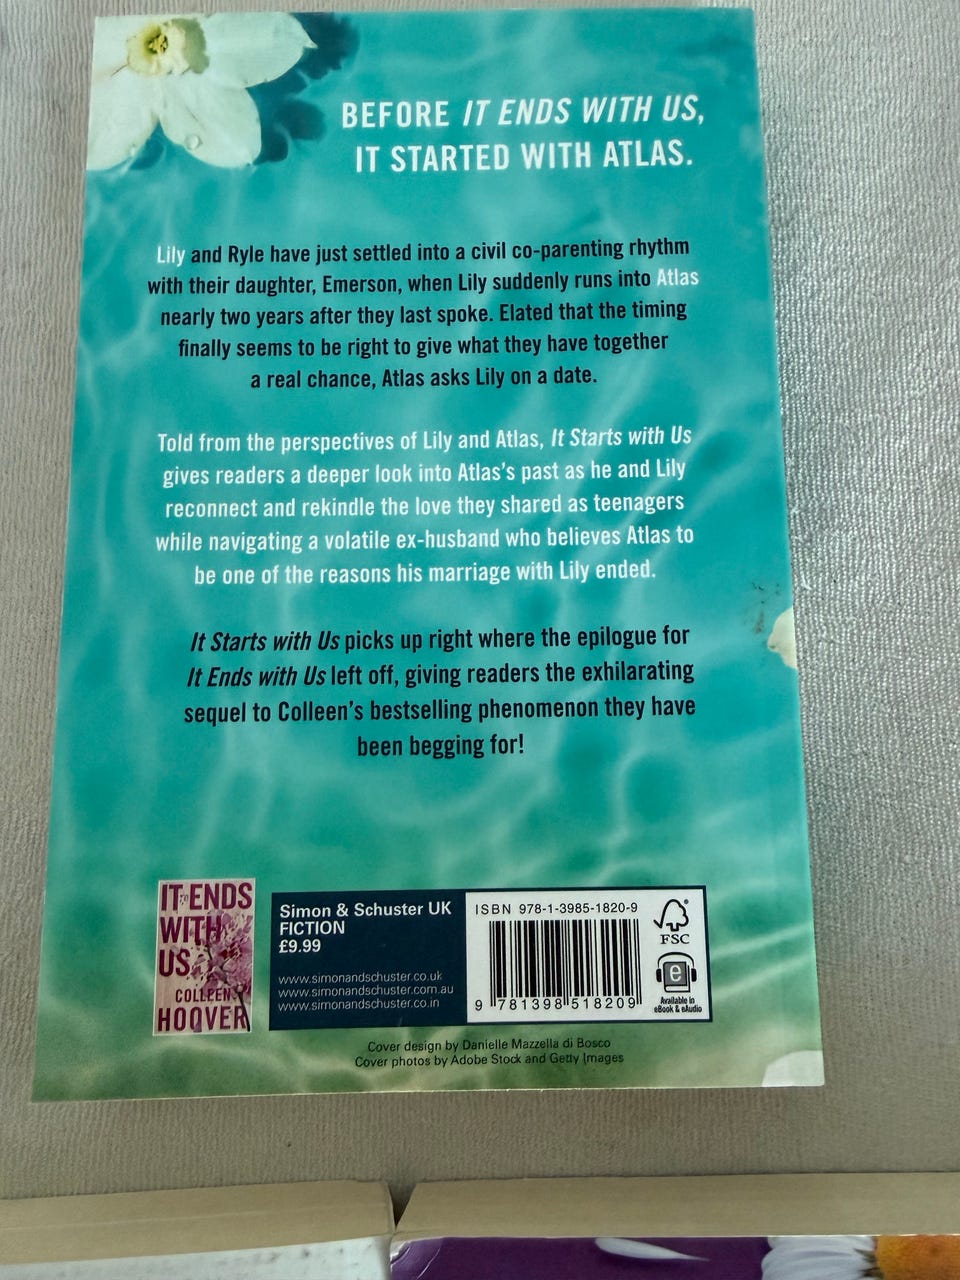 BEFORE IT ENDS WITH US,
IT STARTED WITH ATLAS.
Lily and Ryle have just settled into a civil co-parenting rhythm
with their daughter, Emerson, when Lily suddenly runs into Atlas
nearly two years after they last spoke. Elated that the timing
finally seems to be right to give what they have together
a real chance, Atlas asks Lily on a date.
Told from the perspectives of Lily and Atlas, It Starts with Us
gives readers a deeper look into Atlas's past as he and Lily
reconnect and rekindle the love they shared as teenagers
while navigating a volatile ex-husband who believes Atlas to
be one of the reasons his marriage with Lily ended.
It Starts with Us picks up right where the epilogue for
It Ends with Us left off, giving readers the exhilarating
sequel to Colleen's bestselling phenomenon they have
been begging for!
IT ENDS
WITH
US
COLLEEN
HOOVER
Simon & Schuster UK
FICTION
£9.99
www.simonandschuster.co.uk
www.simonandschuster.com.au
www.simonandschuster.co.in
ISBN 978-1-3985-1820-9
9 781398 518209
FSC
e
Available in
eBook & eAudio
Cover design by Danielle Mazzella di Bosco
Cover photos by Adobe Stock and Getty Images